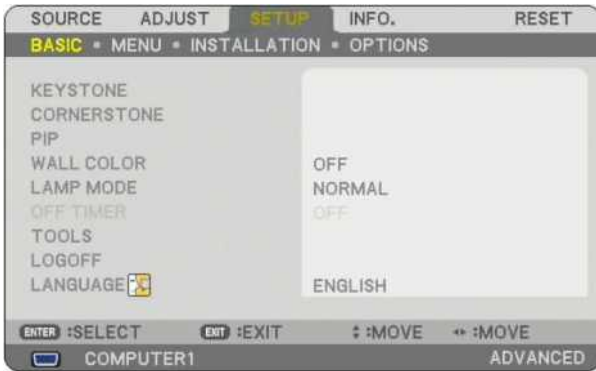 SOURCE ADJUST SETUP INFO. RESET
BASIC • MENU • INSTALLATION • OPTIONS
KEYSTONE
CORNERSTONE
PIP
WALL COLOR OFF
LAMP MODE NORMAL
OFF TIMER OFF
TOOLS
LOGOFF
LANGUAGE ENGLISH
ENTER :SELECT EXIT :EXIT ↕ :MOVE ↔ :MOVE
COMPUTER1 ADVANCED